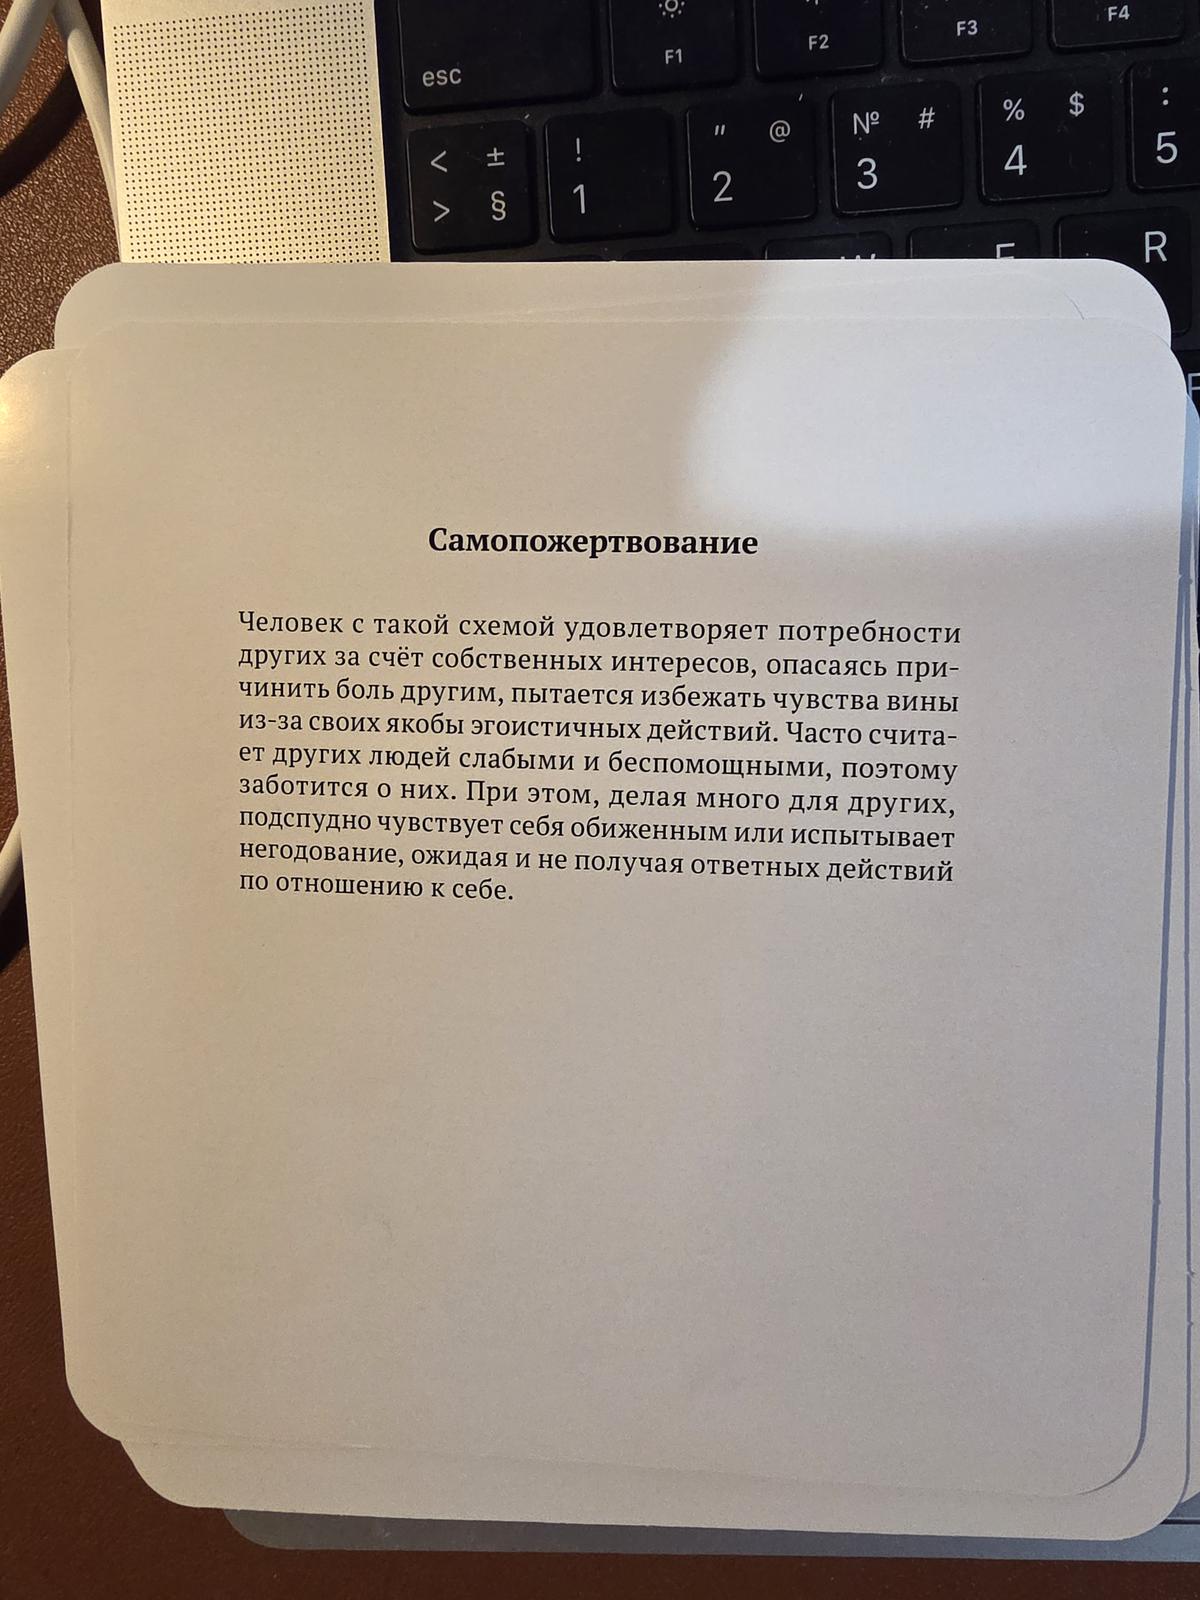 esc
F1
F2
F3
F4
< ±
> §
!
1
" @
2
№ #
3
% $
4
:
5
R
Самопожертвование
Человек с такой схемой удовлетворяет потребности
других за счёт собственных интересов, опасаясь при-
чинить боль другим, пытается избежать чувства вины
из-за своих якобы эгоистичных действий. Часто счита-
ет других людей слабыми и беспомощными, поэтому
заботится о них. При этом, делая много для других,
подспудно чувствует себя обиженным или испытывает
негодование, ожидая и не получая ответных действий
по отношению к себе.